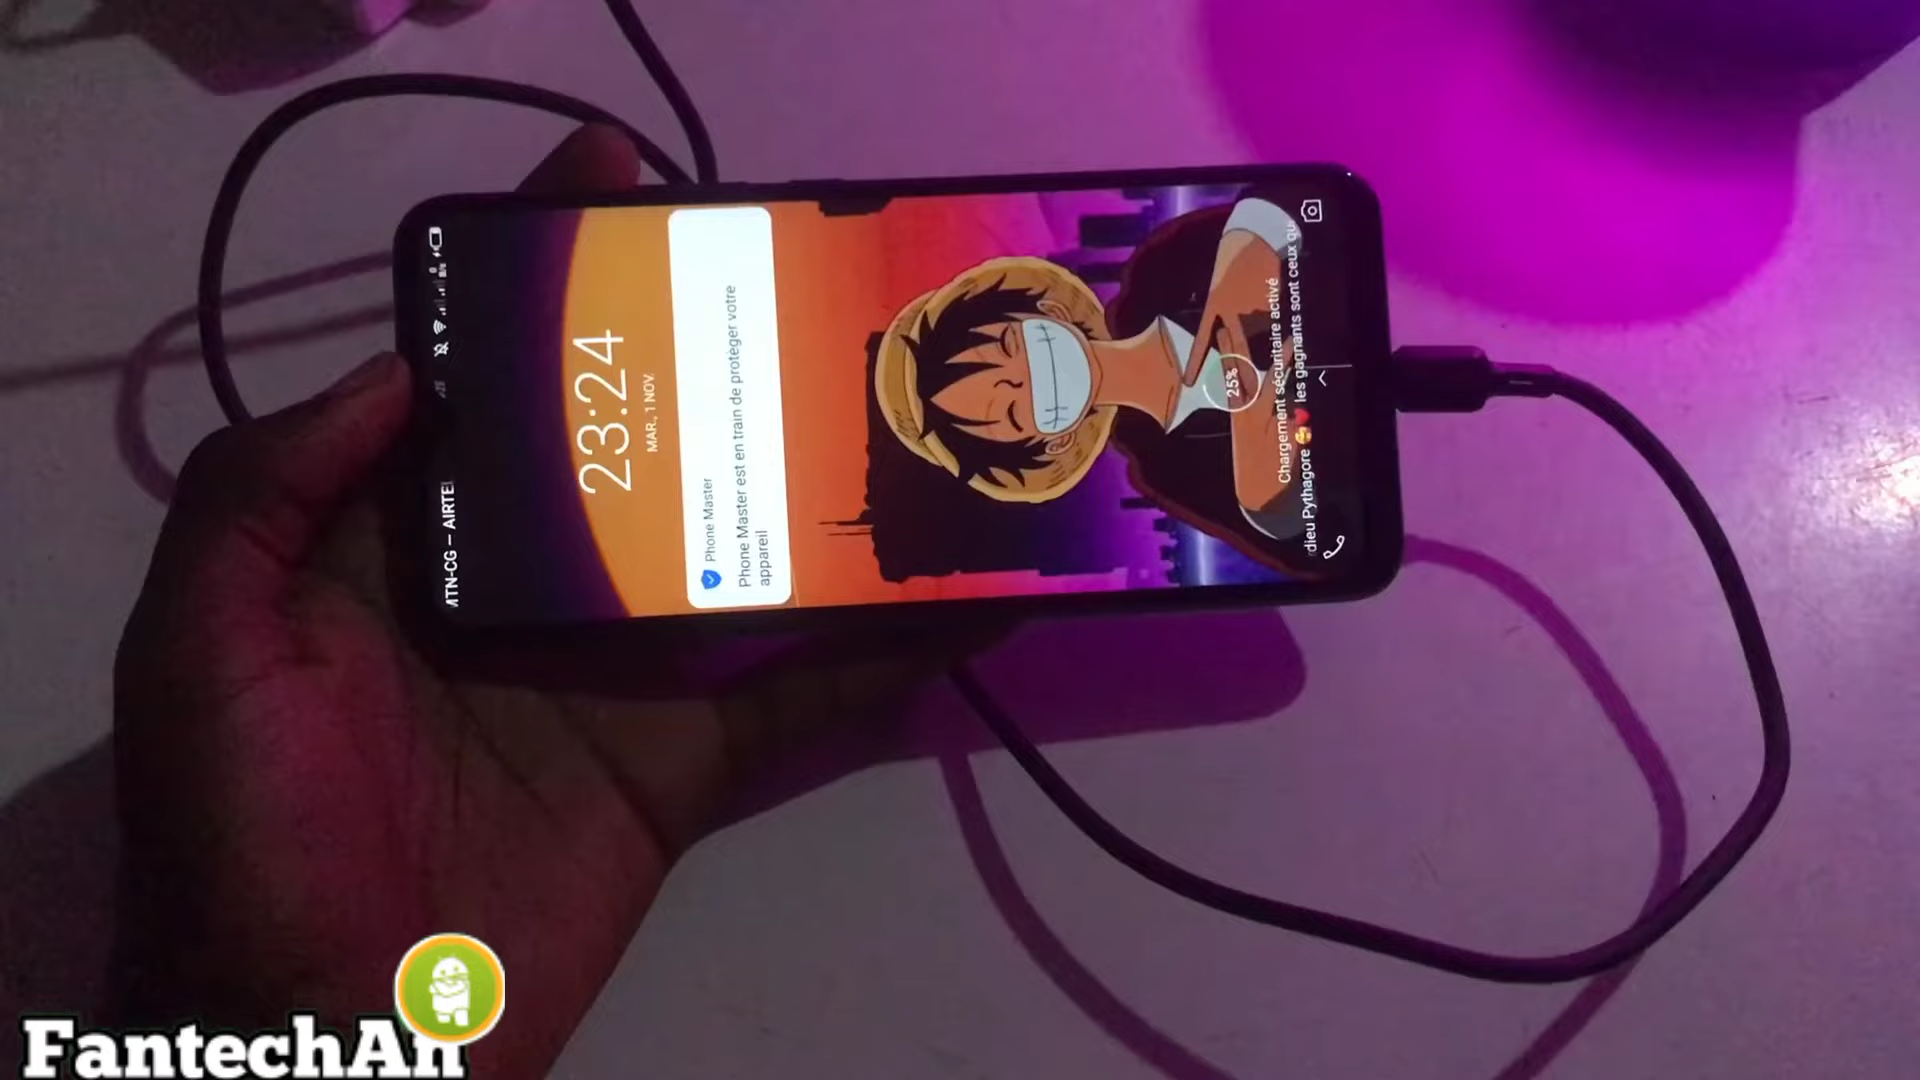 MTN-CG — AIRTEL
23:24
MAR., 1 NOV.
Phone Master
Phone Master est en train de protéger votre
appareil
25%
Chargement sécuritaire activé
dieu Pythagore 🥰❤️ les gagnants sont ceux qu
FantechAn